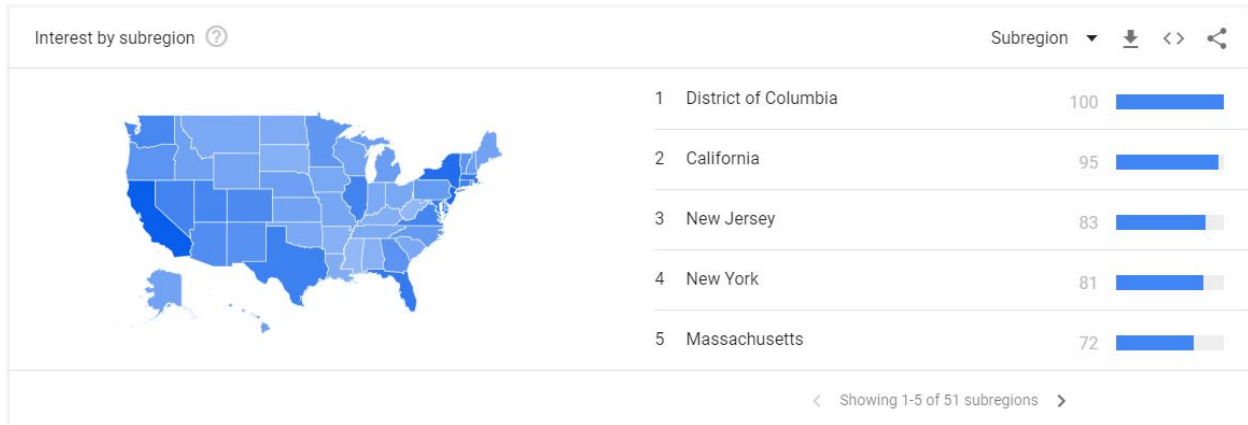 Interest by subregion
Subregion
1 District of Columbia 100
2 California 95
3 New Jersey 83
4 New York 81
5 Massachusetts 72
Showing 1-5 of 51 subregions